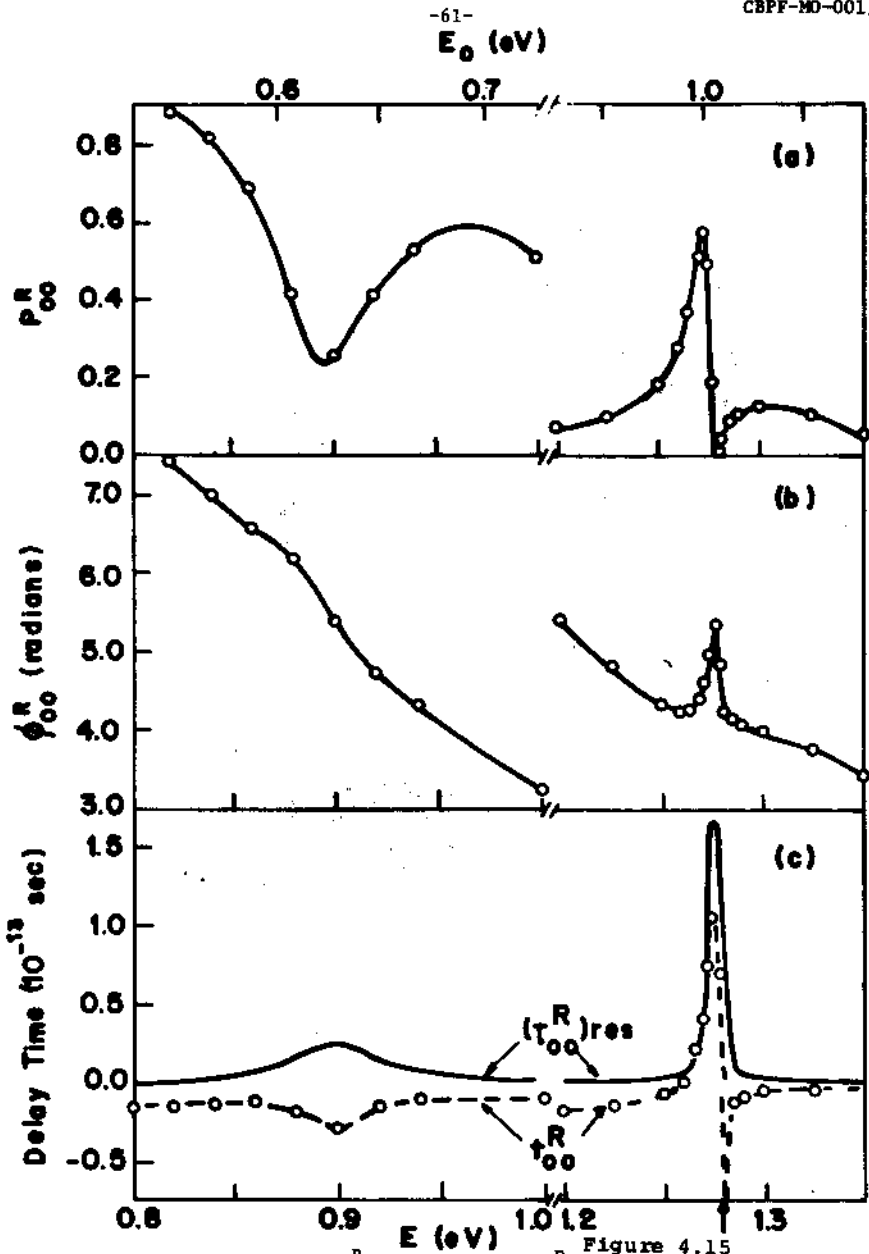 -61-
CBPF-MO-001
E₀ (eV)
0.6 0.7 1.0
(a)
0.8
0.6
0.4
0.2
0.0
P₀₀ᴿ
(b)
7.0
6.0
5.0
4.0
3.0
ϕ₀₀ᴿ (radians)
(c)
1.5
1.0
0.5
0.0
-0.5
Delay Time (10⁻¹³ sec)
(τ₀₀ᴿ)res
t₀₀ᴿ
0.8 0.9 1.0 1.2 1.3
E (eV)
Figure 4.15